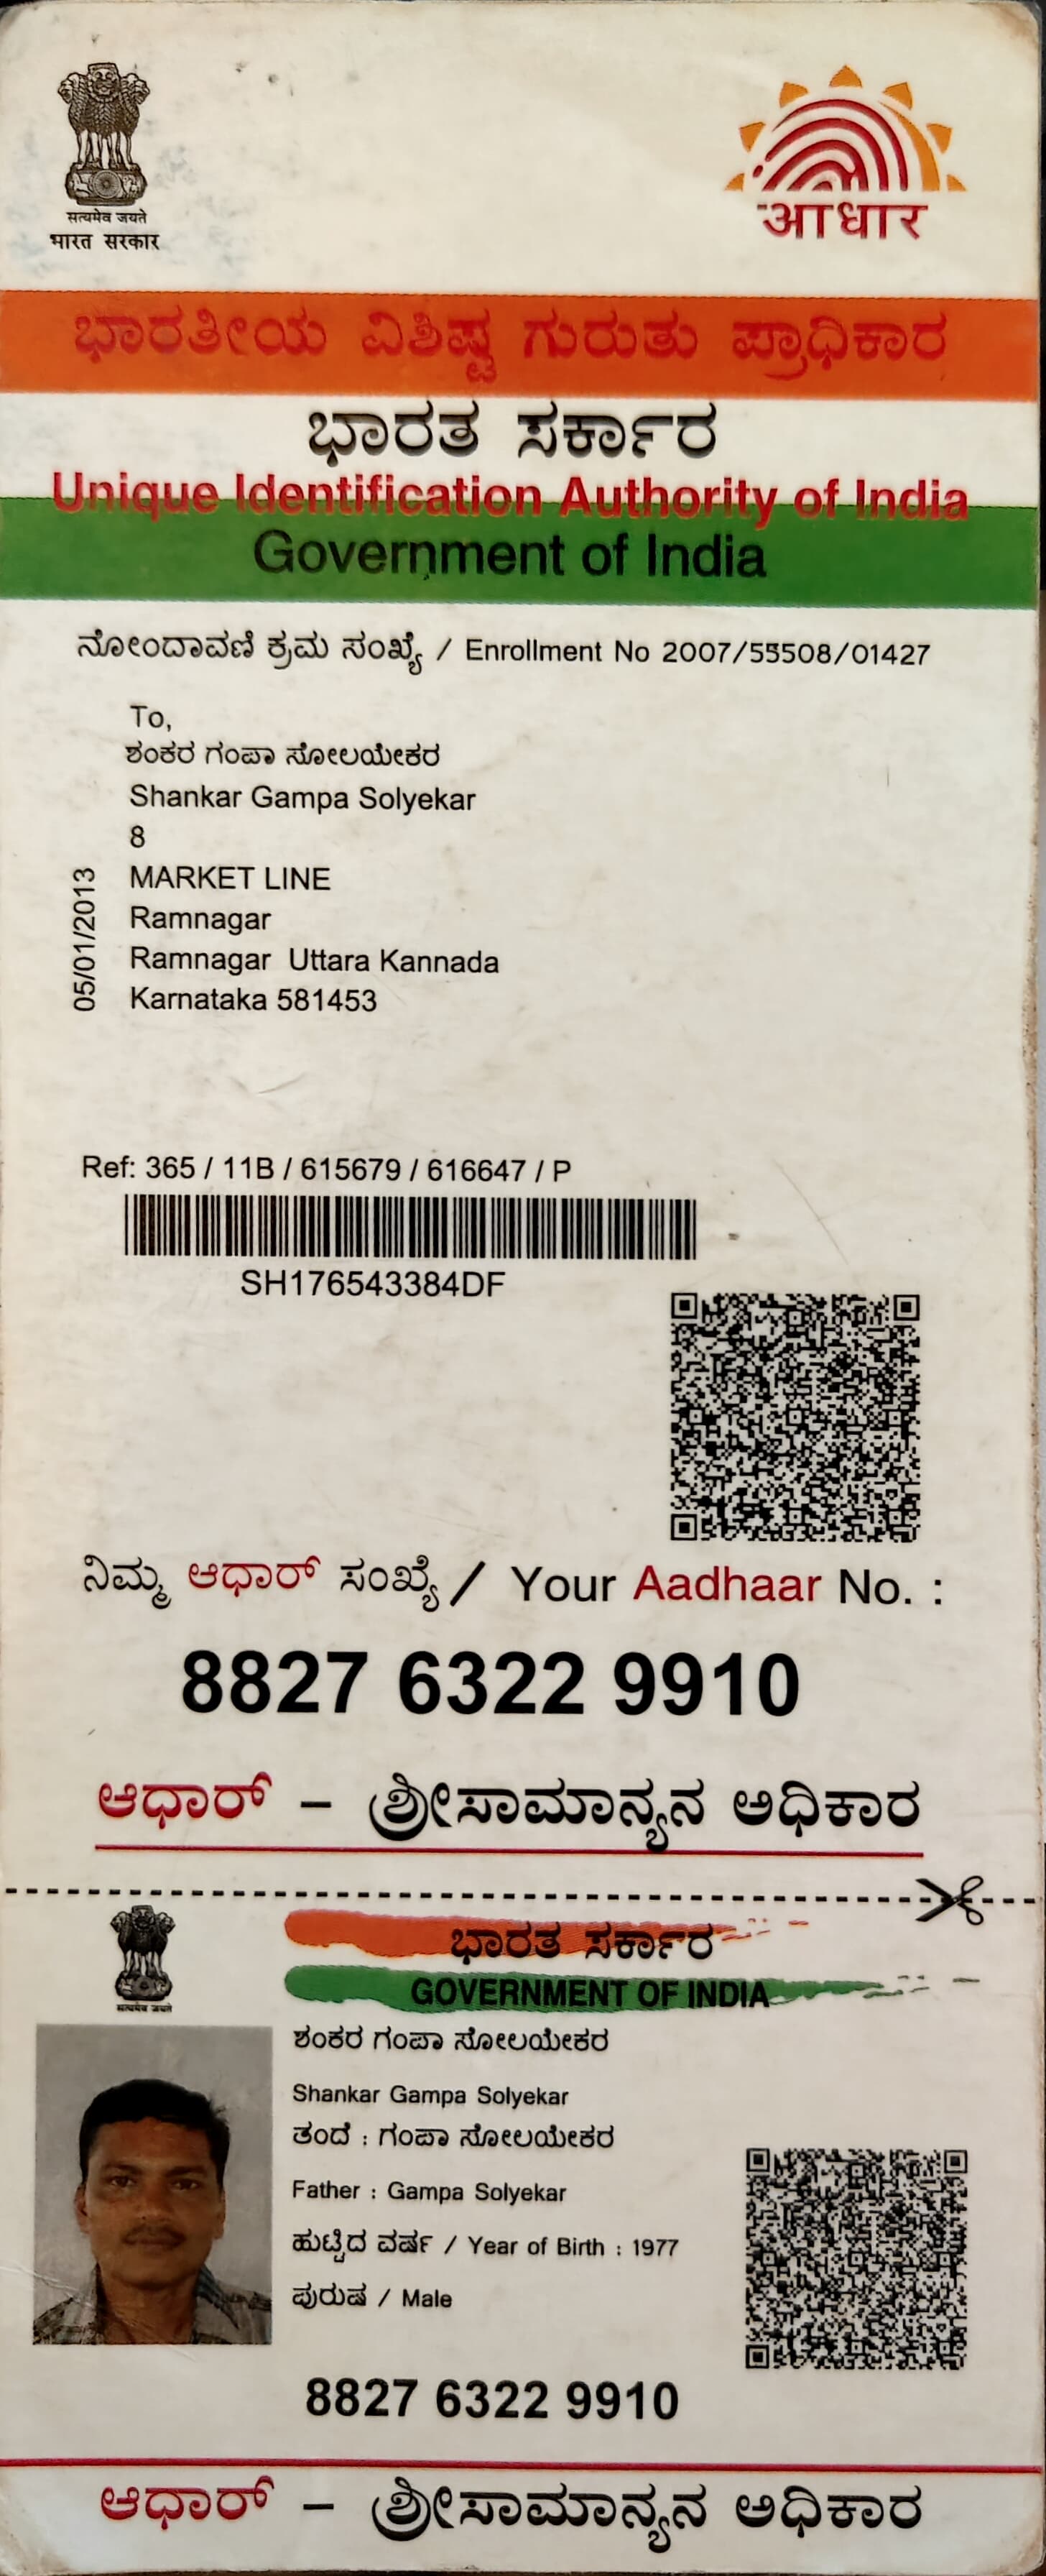 सत्यमेव जयते
भारत सरकार
आधार
ಭಾರತೀಯ ವಿಶಿಷ್ಟ ಗುರುತು ಪ್ರಾಧಿಕಾರ
ಭಾರತ ಸರ್ಕಾರ
Unique Identification Authority of India
Government of India
ನೋಂದಾವಣಿ ಕ್ರಮ ಸಂಖ್ಯೆ / Enrollment No 2007/55508/01427
To,
ಶಂಕರ ಗಂಪಾ ಸೋಲಯೇಕರ
Shankar Gampa Solyekar
8
MARKET LINE
Ramnagar
Ramnagar Uttara Kannada
Karnataka 581453
05/01/2013
Ref: 365 / 11B / 615679 / 616647 / P
SH176543384DF
ನಿಮ್ಮ ಆಧಾರ್ ಸಂಖ್ಯೆ / Your Aadhaar No. :
8827 6322 9910
ಆಧಾರ್ – ಶ್ರೀಸಾಮಾನ್ಯನ ಅಧಿಕಾರ
सत्यमेव जयते
ಭಾರತ ಸರ್ಕಾರ
GOVERNMENT OF INDIA
ಶಂಕರ ಗಂಪಾ ಸೋಲಯೇಕರ
Shankar Gampa Solyekar
ತಂದೆ : ಗಂಪಾ ಸೋಲಯೇಕರ
Father : Gampa Solyekar
ಹುಟ್ಟಿದ ವರ್ಷ / Year of Birth : 1977
ಪುರುಷ / Male
8827 6322 9910
ಆಧಾರ್ – ಶ್ರೀಸಾಮಾನ್ಯನ ಅಧಿಕಾರ